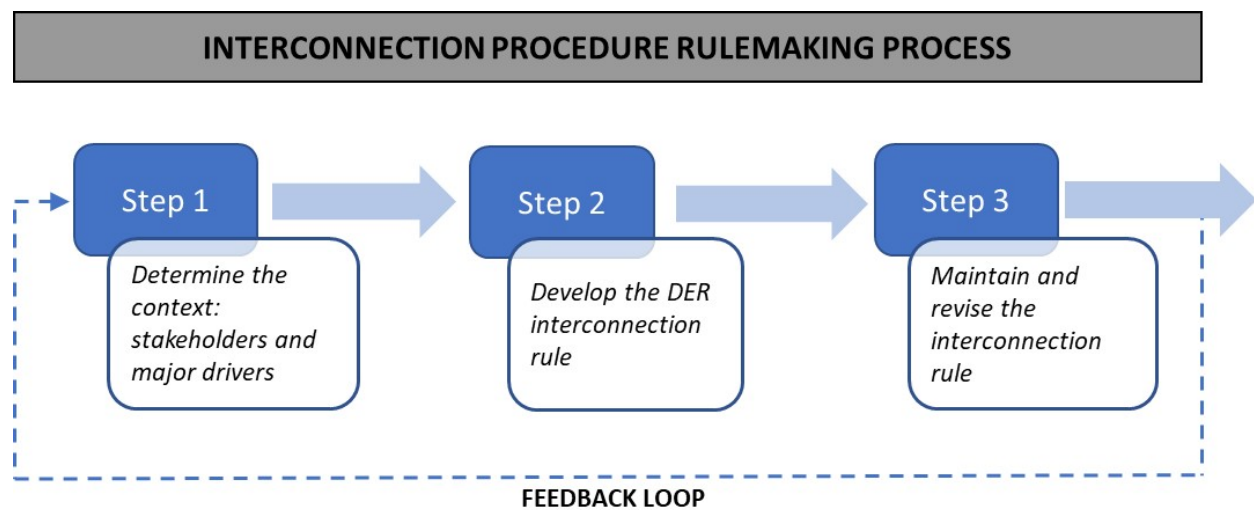 INTERCONNECTION PROCEDURE RULEMAKING PROCESS
Step 1
Determine the
context:
stakeholders and
major drivers
Step 2
Develop the DER
interconnection
rule
Step 3
Maintain and
revise the
interconnection
rule
FEEDBACK LOOP